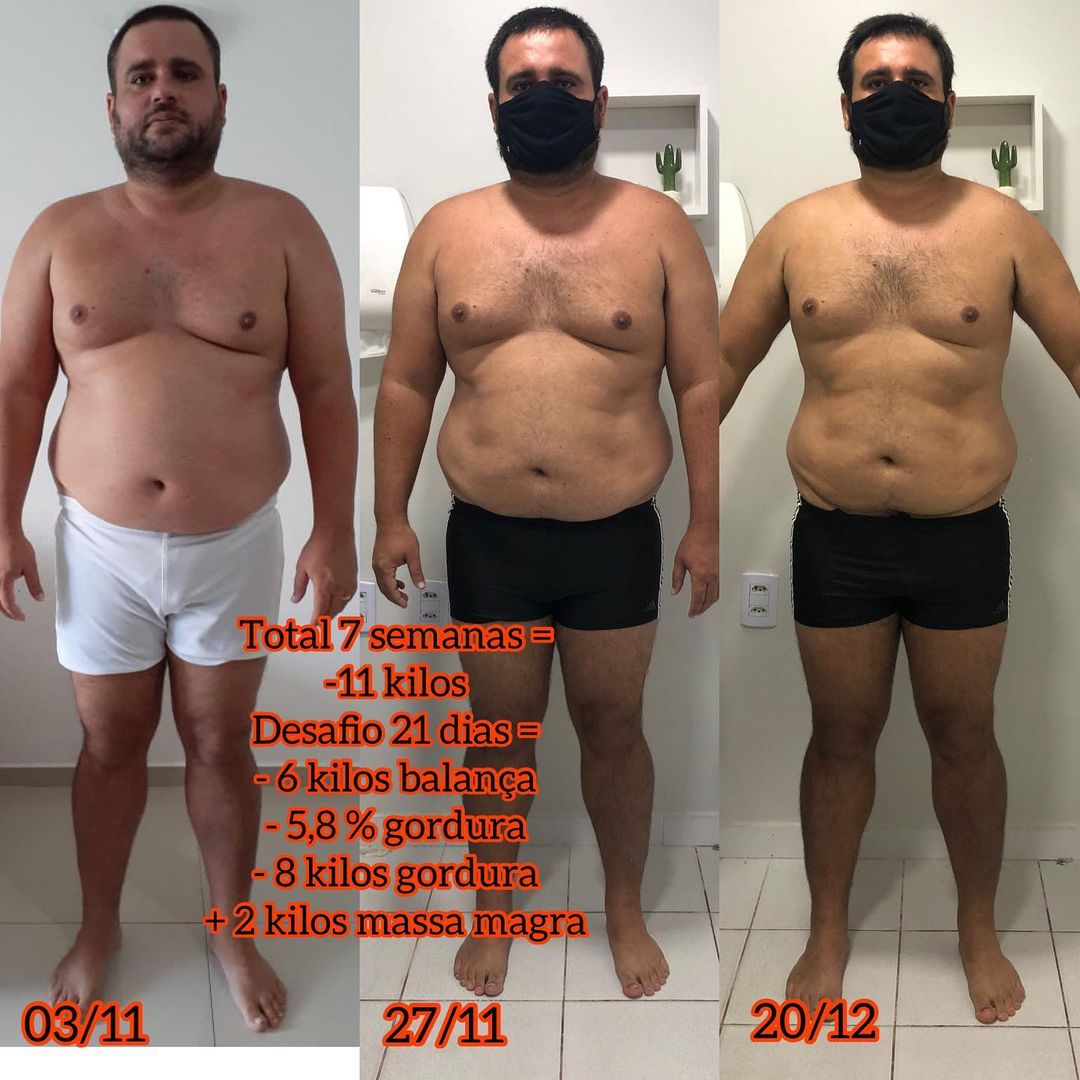 Total 7 semanas =
-11 kilos
Desafio 21 dias =
- 6 kilos balança
- 5,8 % gordura
- 8 kilos gordura
+ 2 kilos massa magra
03/11
27/11
20/12